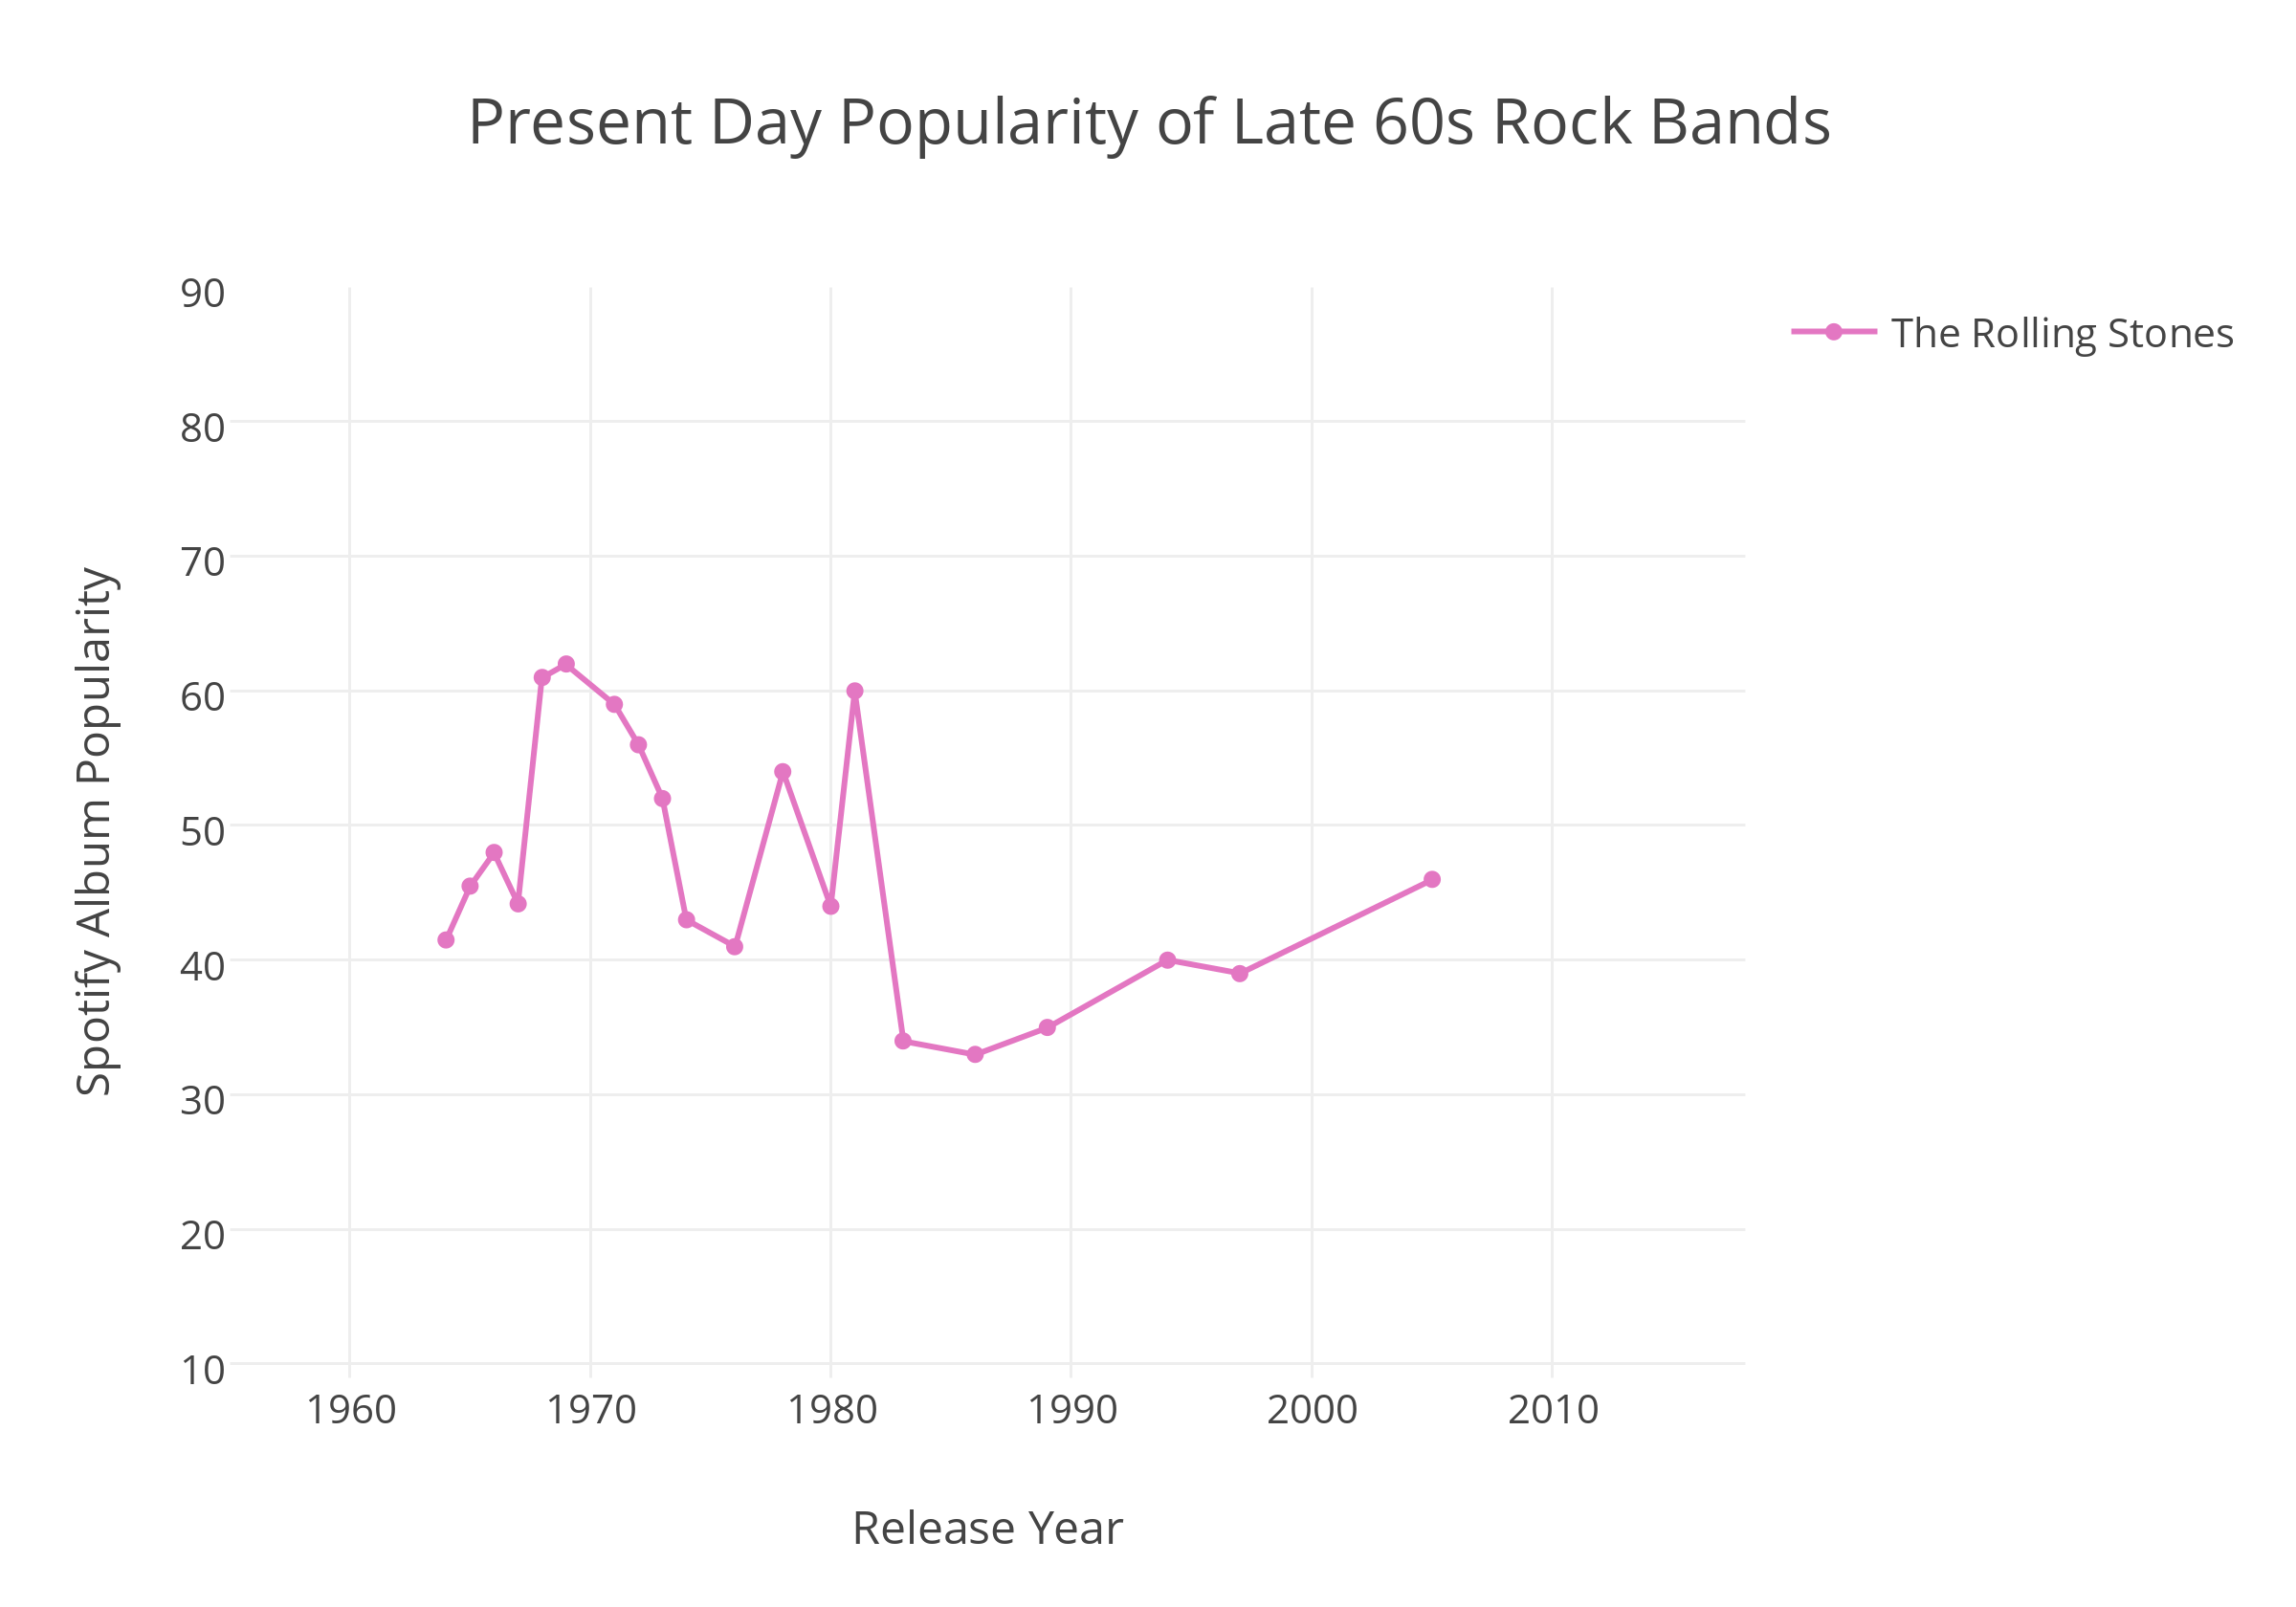 Present Day Popularity of Late 60s Rock Bands
90
80
70
60
50
40
30
20
10
Spotify Album Popularity
The Rolling Stones
1960 1970 1980 1990 2000 2010
Release Year